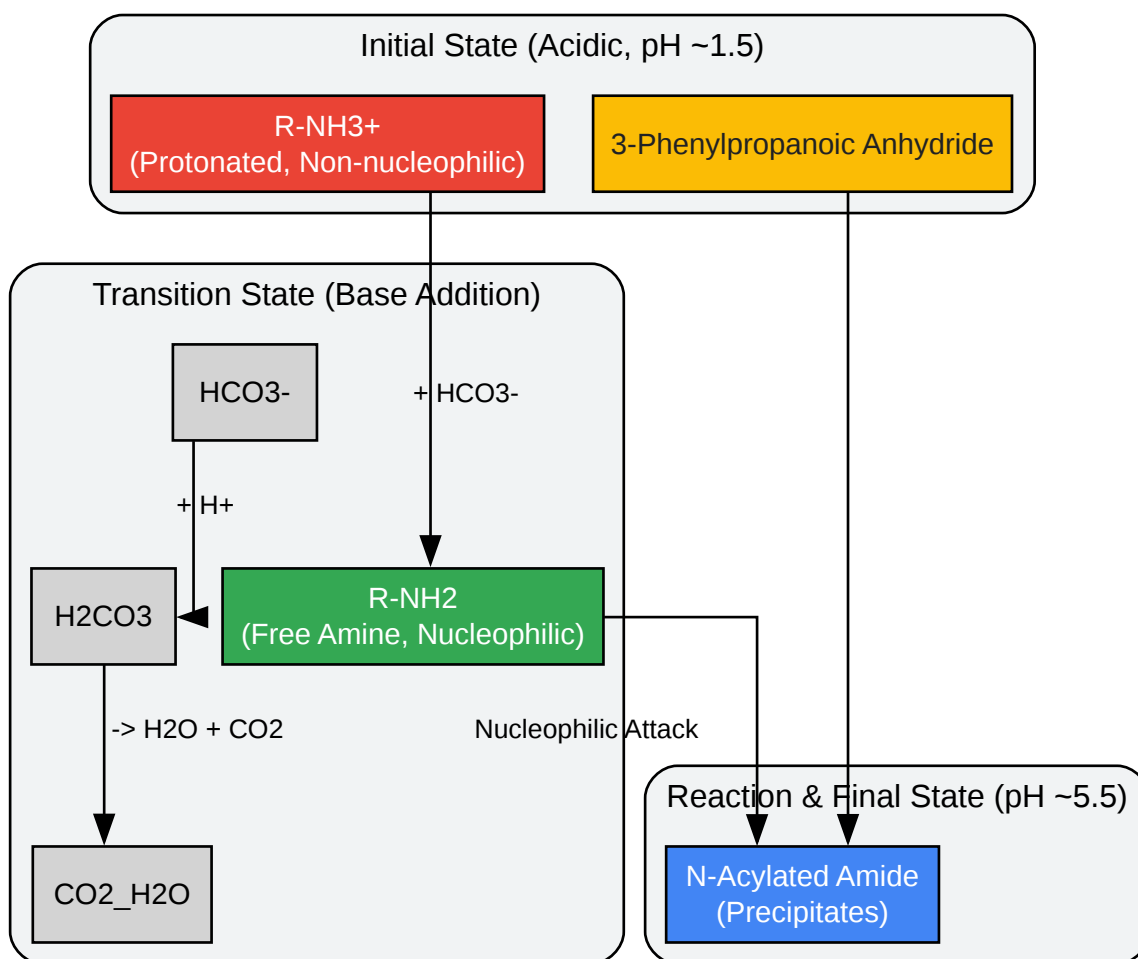 Initial State (Acidic, pH ~1.5)
R-NH3+
(Protonated, Non-nucleophilic)
3-Phenylpropanoic Anhydride
Transition State (Base Addition)
HCO3-
+ HCO3-
+ H+
H2CO3
R-NH2
(Free Amine, Nucleophilic)
-> H2O + CO2
Nucleophilic Attack
Reaction & Final State (pH ~5.5)
CO2_H2O
N-Acylated Amide
(Precipitates)